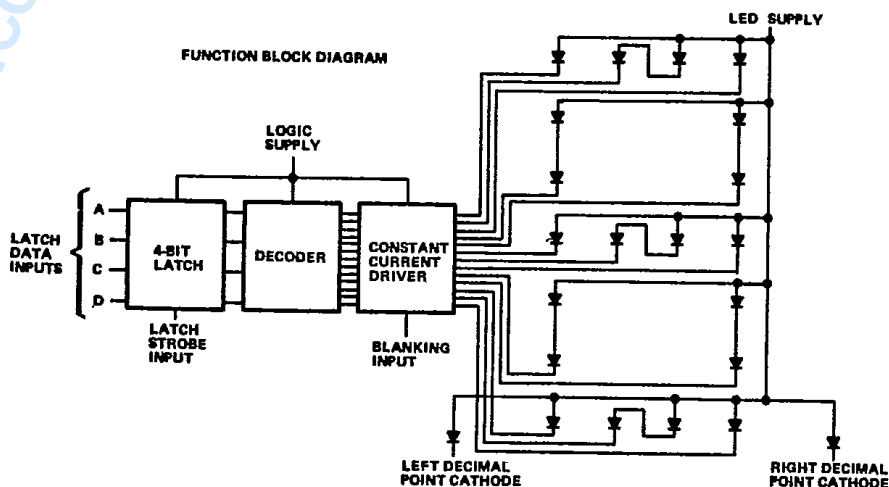 LED SUPPLY
FUNCTION BLOCK DIAGRAM
LOGIC
SUPPLY
LATCH
DATA
INPUTS
A
B
C
D
4-BIT
LATCH
DECODER
CONSTANT
CURRENT
DRIVER
LATCH
STROBE
INPUT
BLANKING
INPUT
LEFT DECIMAL
POINT CATHODE
RIGHT DECIMAL
POINT CATHODE